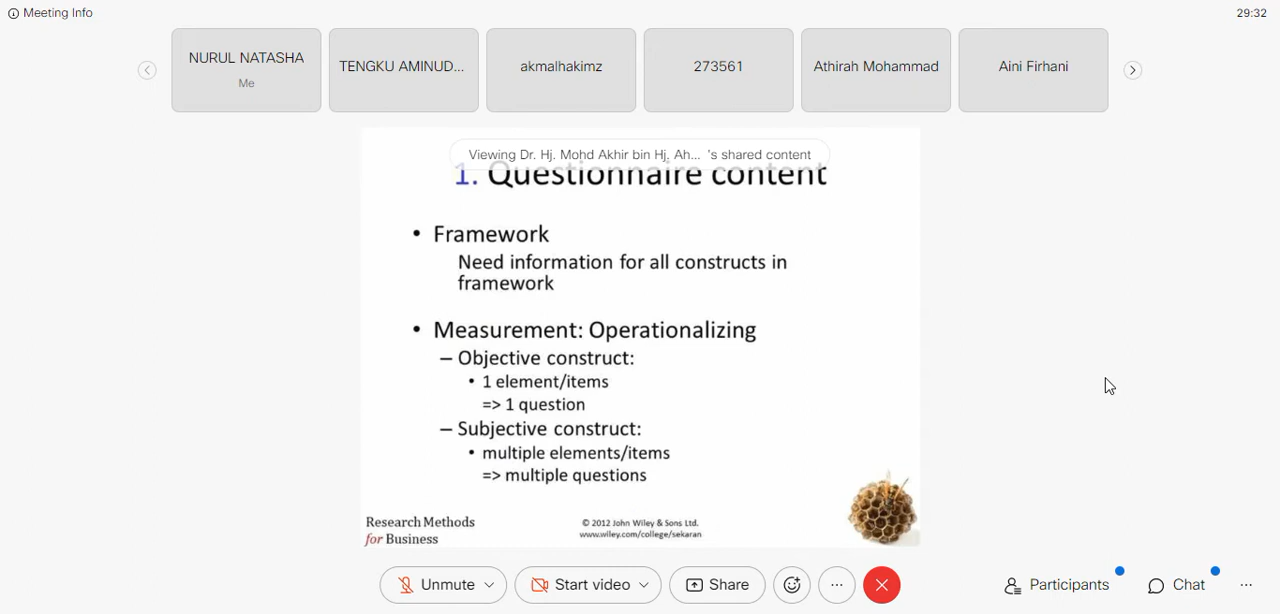 Meeting Info
29:32
NURUL NATASHA
Me
TENGKU AMINUD...
akmalhakimz
273561
Athirah Mohammad
Aini Firhani
Viewing Dr. Hj. Mohd Akhir bin Hj. Ah... 's shared content
1. Questionnaire content
• Framework
Need information for all constructs in
framework
• Measurement: Operationalizing
– Objective construct:
• 1 element/items
=> 1 question
– Subjective construct:
• multiple elements/items
=> multiple questions
Research Methods
for Business
© 2012 John Wiley & Sons Ltd.
www.wiley.com/college/sekaran
Unmute
Start video
Share
Participants
Chat